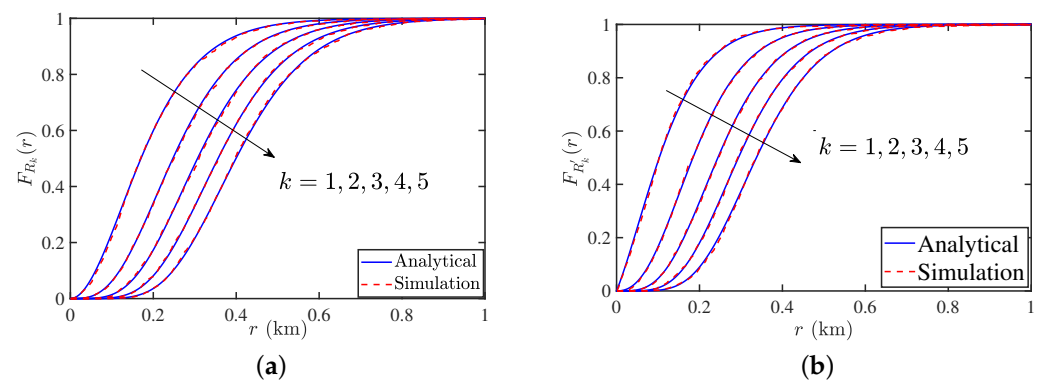 1
0.8
0.6
0.4
0.2
0
F_{R_k}(r)
k = 1, 2, 3, 4, 5
Analytical
Simulation
0 0.2 0.4 0.6 0.8 1
r (km)
(a)
1
0.8
0.6
0.4
0.2
0
F_{R'_k}(r)
k = 1, 2, 3, 4, 5
Analytical
Simulation
0 0.2 0.4 0.6 0.8 1
r (km)
(b)